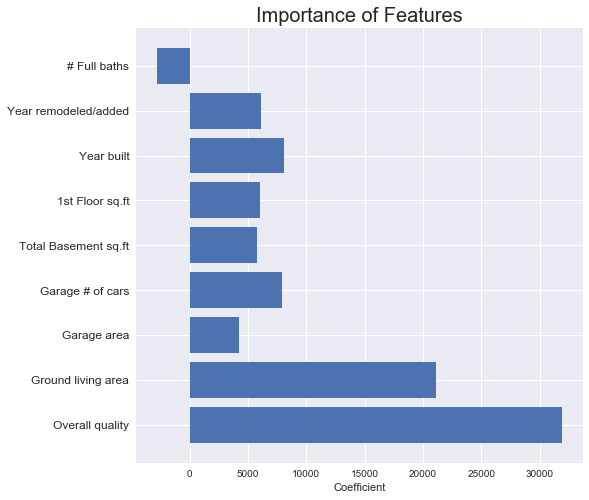 Importance of Features
# Full baths
Year remodeled/added
Year built
1st Floor sq.ft
Total Basement sq.ft
Garage # of cars
Garage area
Ground living area
Overall quality
0 5000 10000 15000 20000 25000 30000
Coefficient